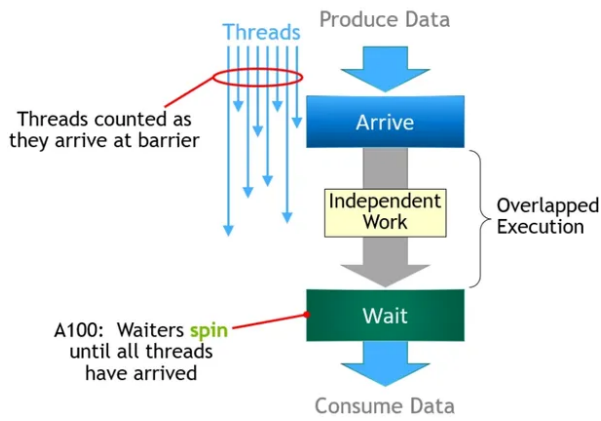 Produce Data
Threads
Threads counted as
they arrive at barrier
Arrive
Independent
Work
Overlapped
Execution
A100: Waiters spin
until all threads
have arrived
Wait
Consume Data